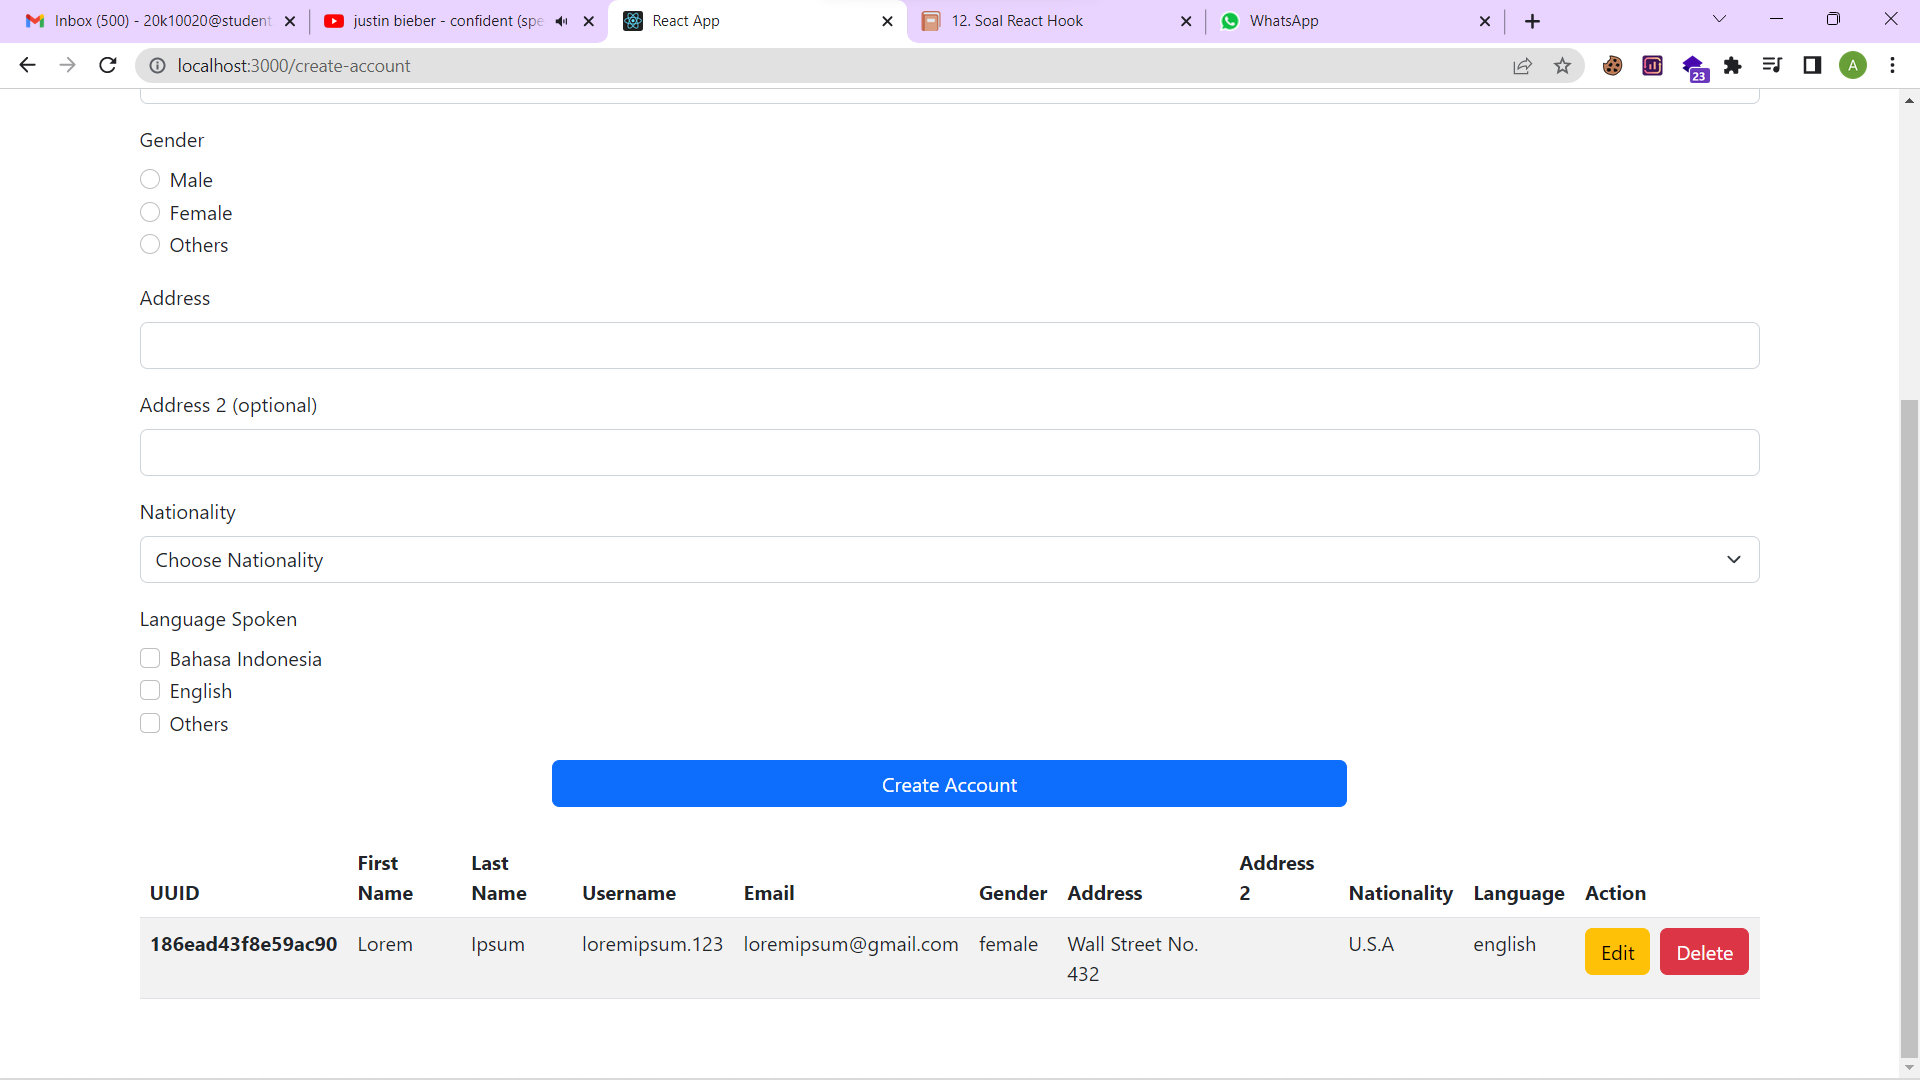 Inbox (500) - 20k10020@student
justin bieber - confident (spe
React App
12. Soal React Hook
WhatsApp
localhost:3000/create-account
23
A
Gender
Male
Female
Others
Address
Address 2 (optional)
Nationality
Choose Nationality
Language Spoken
Bahasa Indonesia
English
Others
Create Account
UUID First Name Last Name Username Email Gender Address Address 2 Nationality Language Action
186ead43f8e59ac90 Lorem Ipsum loremipsum.123 loremipsum@gmail.com female Wall Street No. 432 U.S.A english Edit Delete